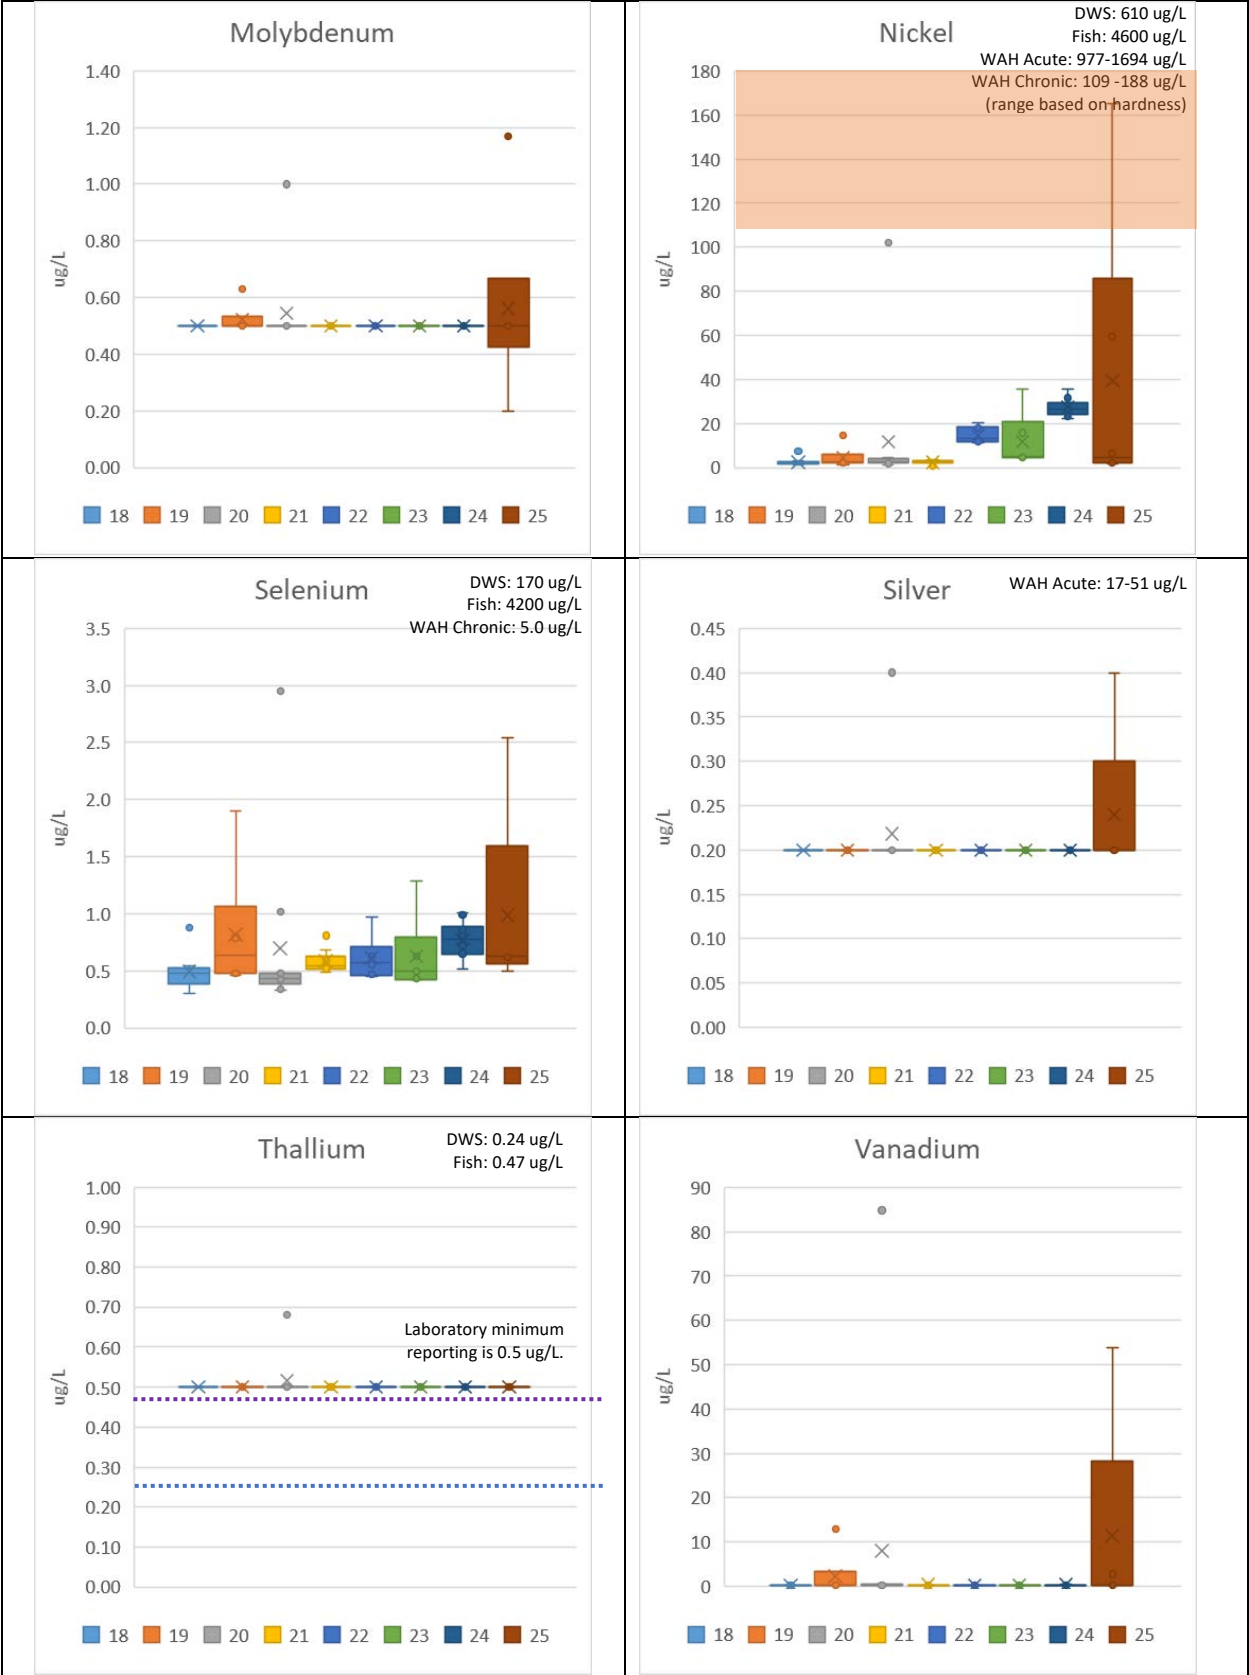 Molybdenum
1.40
1.20
1.00
0.80
0.60
0.40
0.20
0.00
ug/L
18 19 20 21 22 23 24 25
Nickel
DWS: 610 ug/L
Fish: 4600 ug/L
WAH Acute: 977-1694 ug/L
WAH Chronic: 109 -188 ug/L
(range based on hardness)
180
160
140
120
100
80
60
40
20
0
ug/L
18 19 20 21 22 23 24 25
Selenium
DWS: 170 ug/L
Fish: 4200 ug/L
WAH Chronic: 5.0 ug/L
3.5
3.0
2.5
2.0
1.5
1.0
0.5
0.0
ug/L
18 19 20 21 22 23 24 25
Silver
WAH Acute: 17-51 ug/L
0.45
0.40
0.35
0.30
0.25
0.20
0.15
0.10
0.05
0.00
ug/L
18 19 20 21 22 23 24 25
Thallium
DWS: 0.24 ug/L
Fish: 0.47 ug/L
1.00
0.90
0.80
0.70
0.60
0.50
0.40
0.30
0.20
0.10
0.00
ug/L
Laboratory minimum
reporting is 0.5 ug/L.
18 19 20 21 22 23 24 25
Vanadium
90
80
70
60
50
40
30
20
10
0
ug/L
18 19 20 21 22 23 24 25